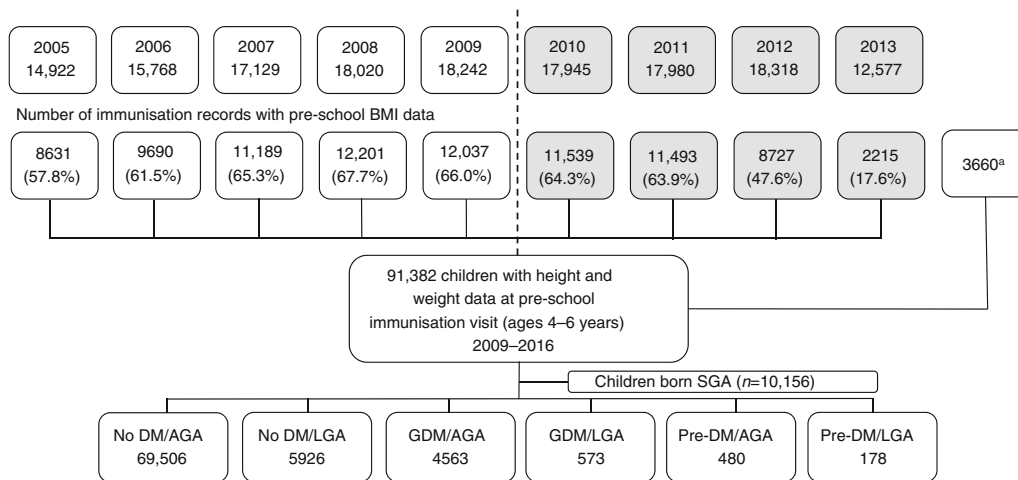 2005 2006 2007 2008 2009 2010 2011 2012 2013
14,922 15,768 17,129 18,020 18,242 17,945 17,980 18,318 12,577
Number of immunisation records with pre-school BMI data
8631 9690 11,189 12,201 12,037 11,539 11,493 8727 2215 3660ᵃ
(57.8%) (61.5%) (65.3%) (67.7%) (66.0%) (64.3%) (63.9%) (47.6%) (17.6%)
91,382 children with height and
weight data at pre-school
immunisation visit (ages 4–6 years)
2009–2016
Children born SGA (n=10,156)
No DM/AGA No DM/LGA GDM/AGA GDM/LGA Pre-DM/AGA Pre-DM/LGA
69,506 5926 4563 573 480 178